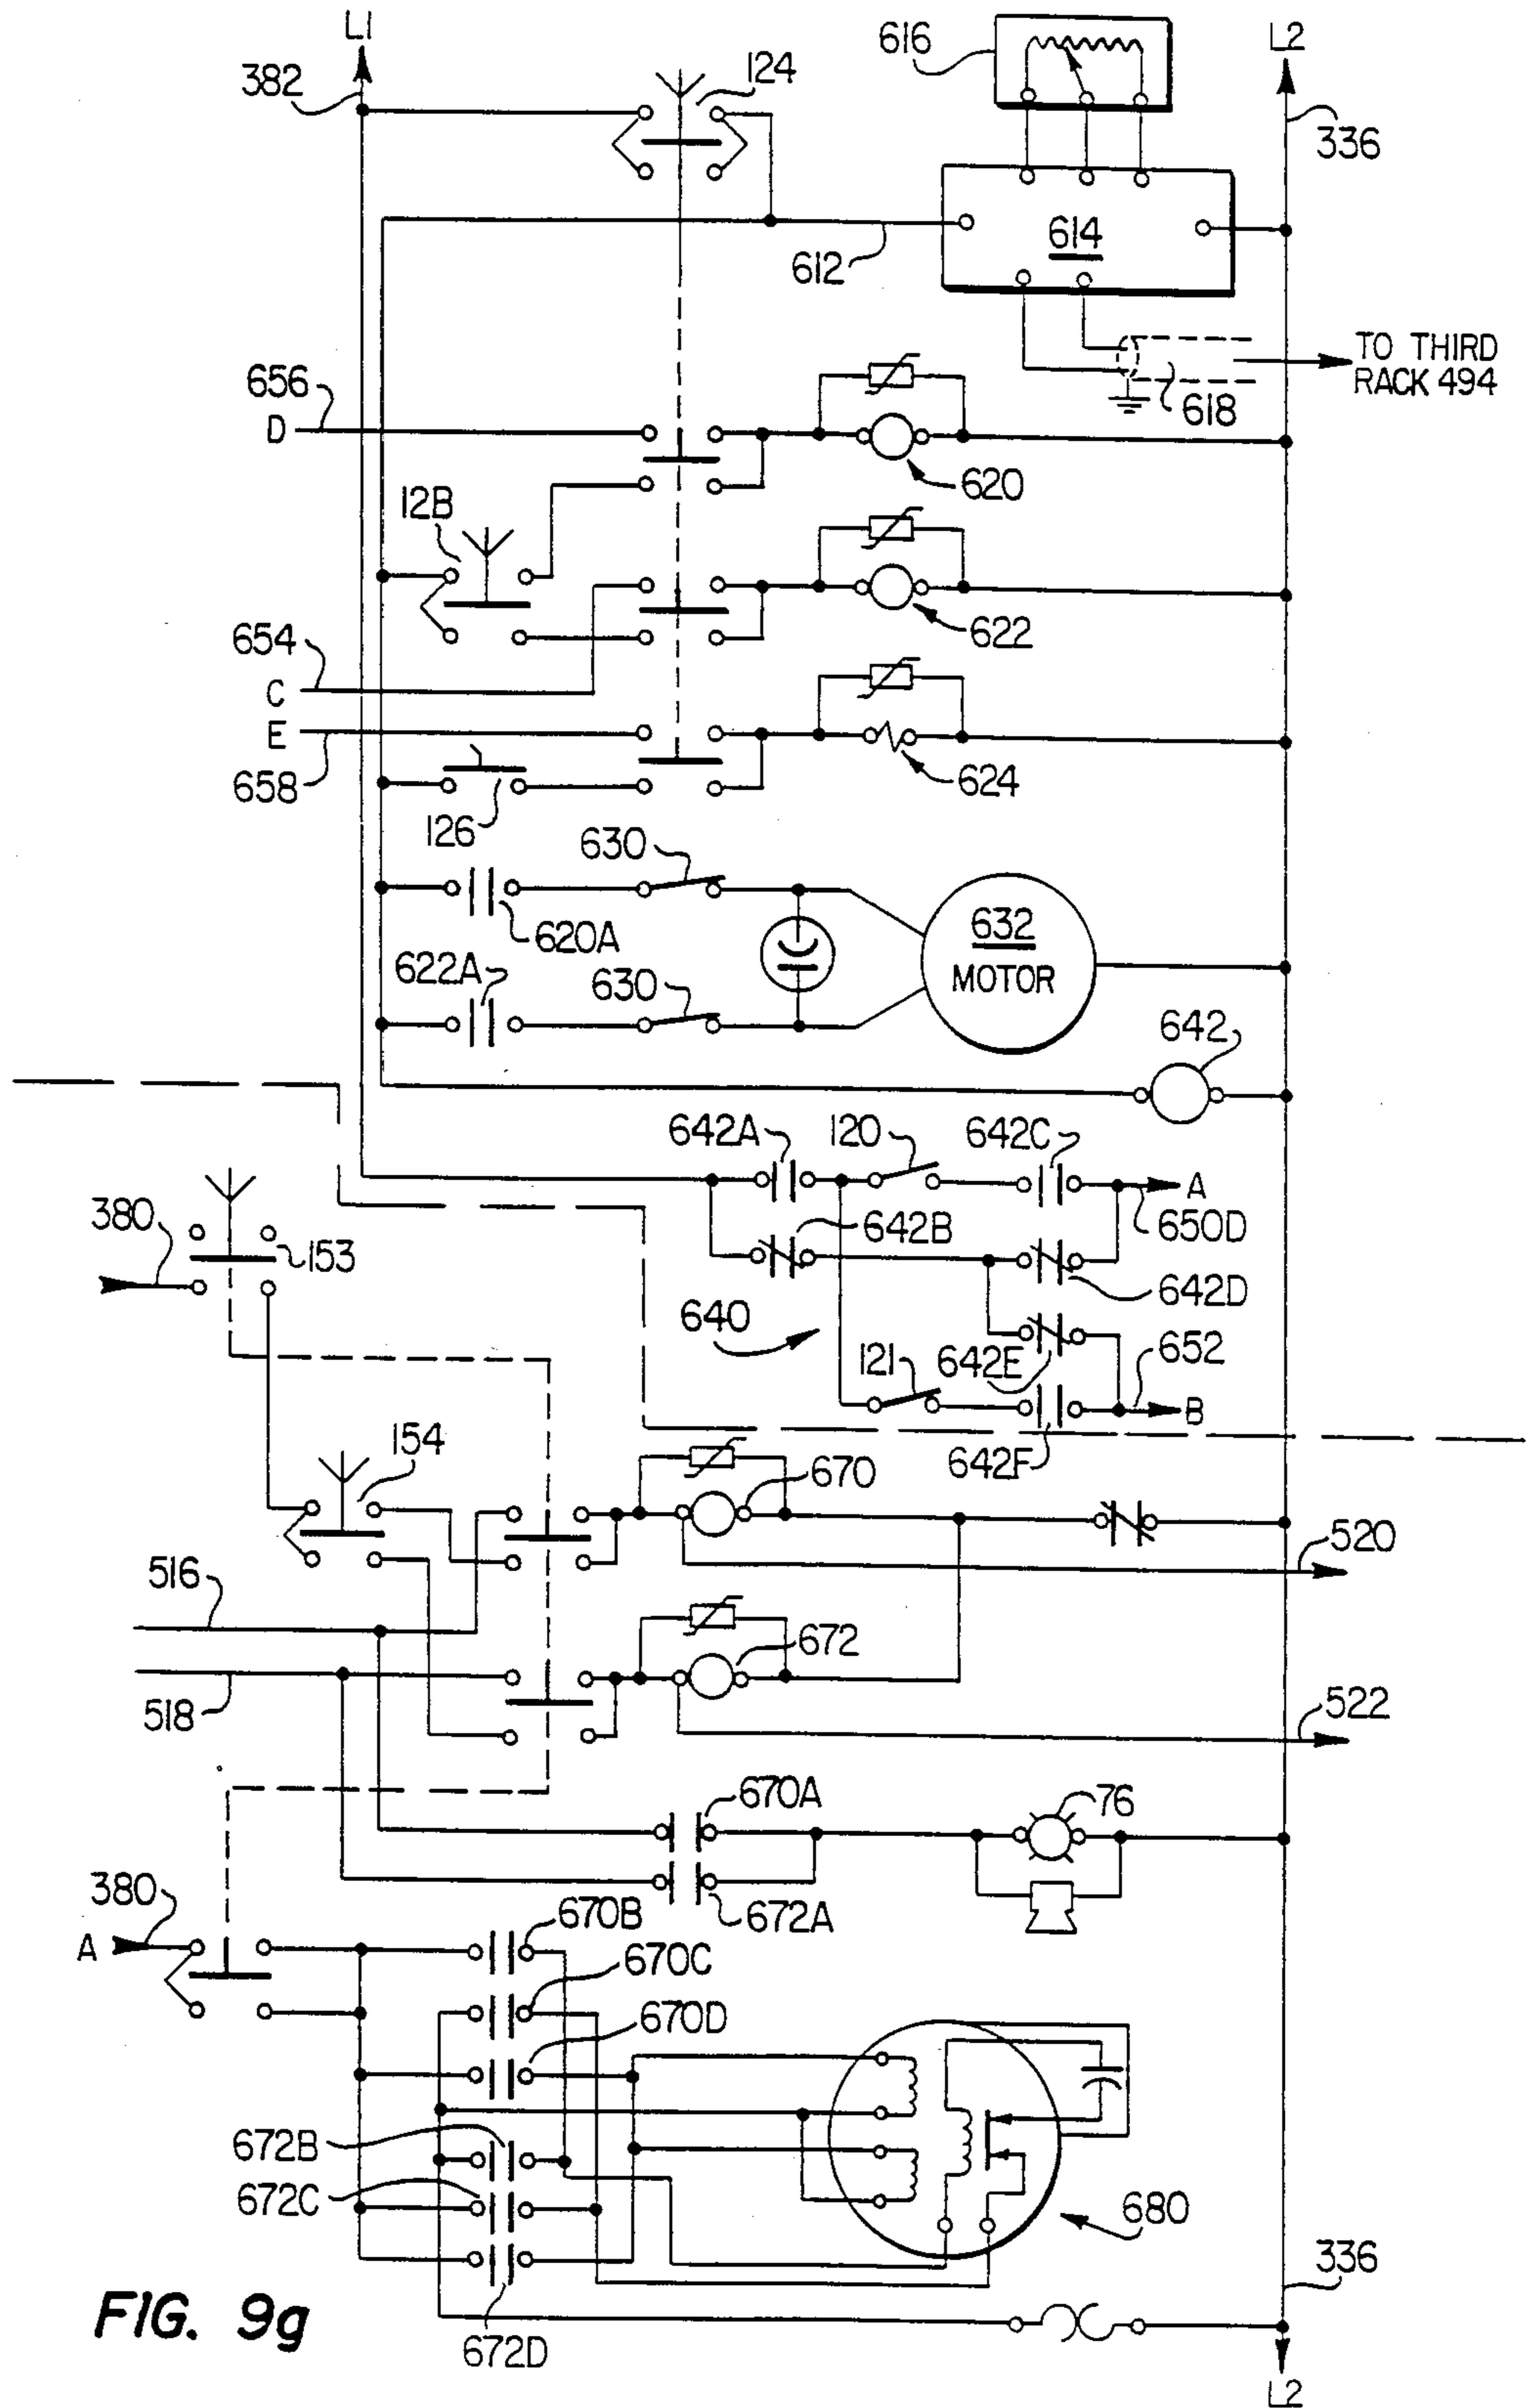 L1
616
L2
382
124
336
614
612
TO THIRD
RACK 494
618
656
D
620
12B
622
654
C
E
658
624
126
630
620A
632
MOTOR
622A
630
642
642A
120
642C
A
650D
380
153
642B
642D
640
642E
652
121
B
154
642F
670
520
516
672
518
522
670A
76
380
A
672A
670B
670C
670D
672B
672C
680
336
672D
FIG. 9g
L2